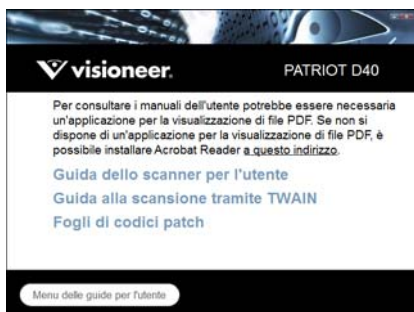 visioneer.
PATRIOT D40
Per consultare i manuali dell'utente potrebbe essere necessaria
un'applicazione per la visualizzazione di file PDF. Se non si
dispone di un'applicazione per la visualizzazione di file PDF, è
possibile installare Acrobat Reader a questo indirizzo.
Guida dello scanner per l'utente
Guida alla scansione tramite TWAIN
Fogli di codici patch
Menu delle guide per l'utente